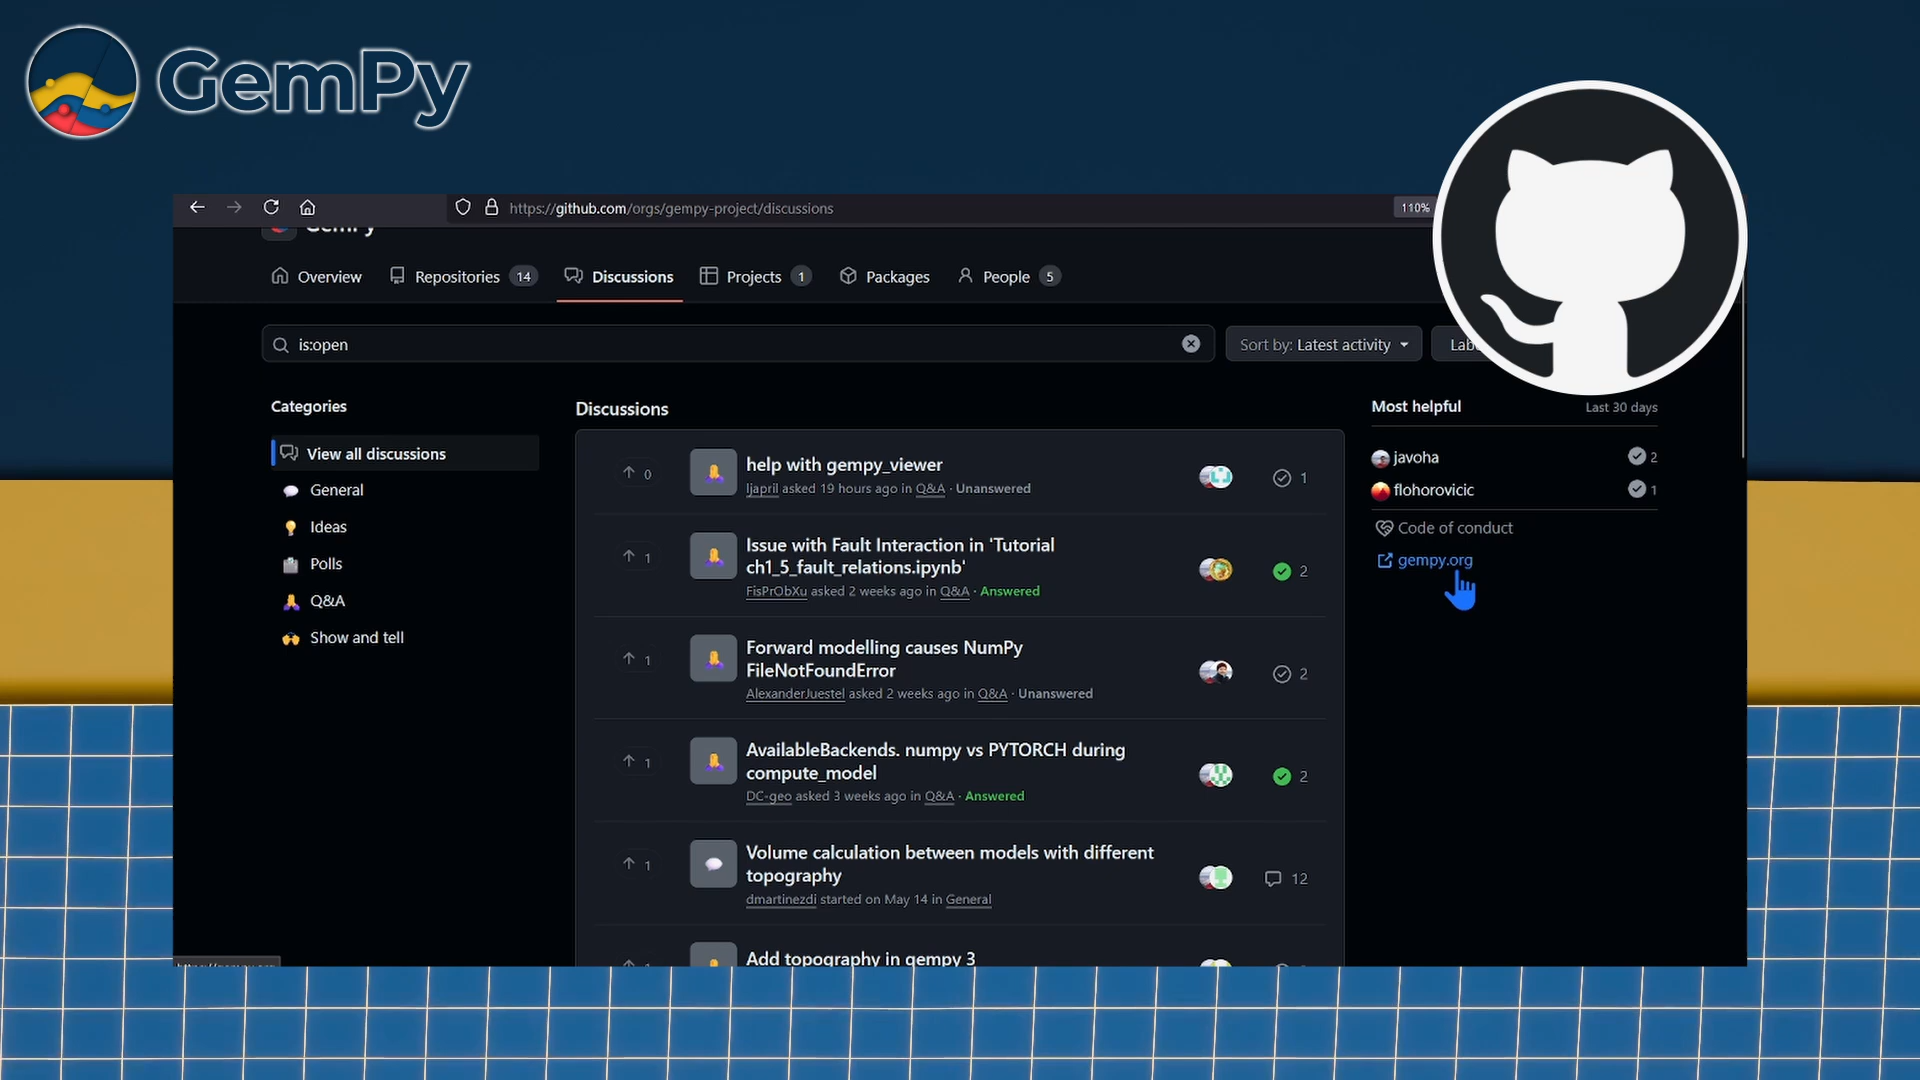 GemPy
https://github.com/orgs/gempy-project/discussions
110%
GemPy
Overview
Repositories 14
Discussions
Projects 1
Packages
People 5
is:open
Sort by: Latest activity
Categories
View all discussions
General
Ideas
Polls
Q&A
Show and tell
Discussions
0
help with gempy_viewer
ljapril asked 19 hours ago in Q&A · Unanswered
1
1
Issue with Fault Interaction in 'Tutorial
ch1_5_fault_relations.ipynb'
FisPrObXu asked 2 weeks ago in Q&A · Answered
2
1
Forward modelling causes NumPy
FileNotFoundError
AlexanderJuestel asked 2 weeks ago in Q&A · Unanswered
2
1
AvailableBackends. numpy vs PYTORCH during
compute_model
DC-geo asked 3 weeks ago in Q&A · Answered
2
1
Volume calculation between models with different
topography
dmartinezdi started on May 14 in General
12
Add topography in gempy 3
Most helpful
Last 30 days
javoha 2
flohorovicic 1
Code of conduct
gempy.org